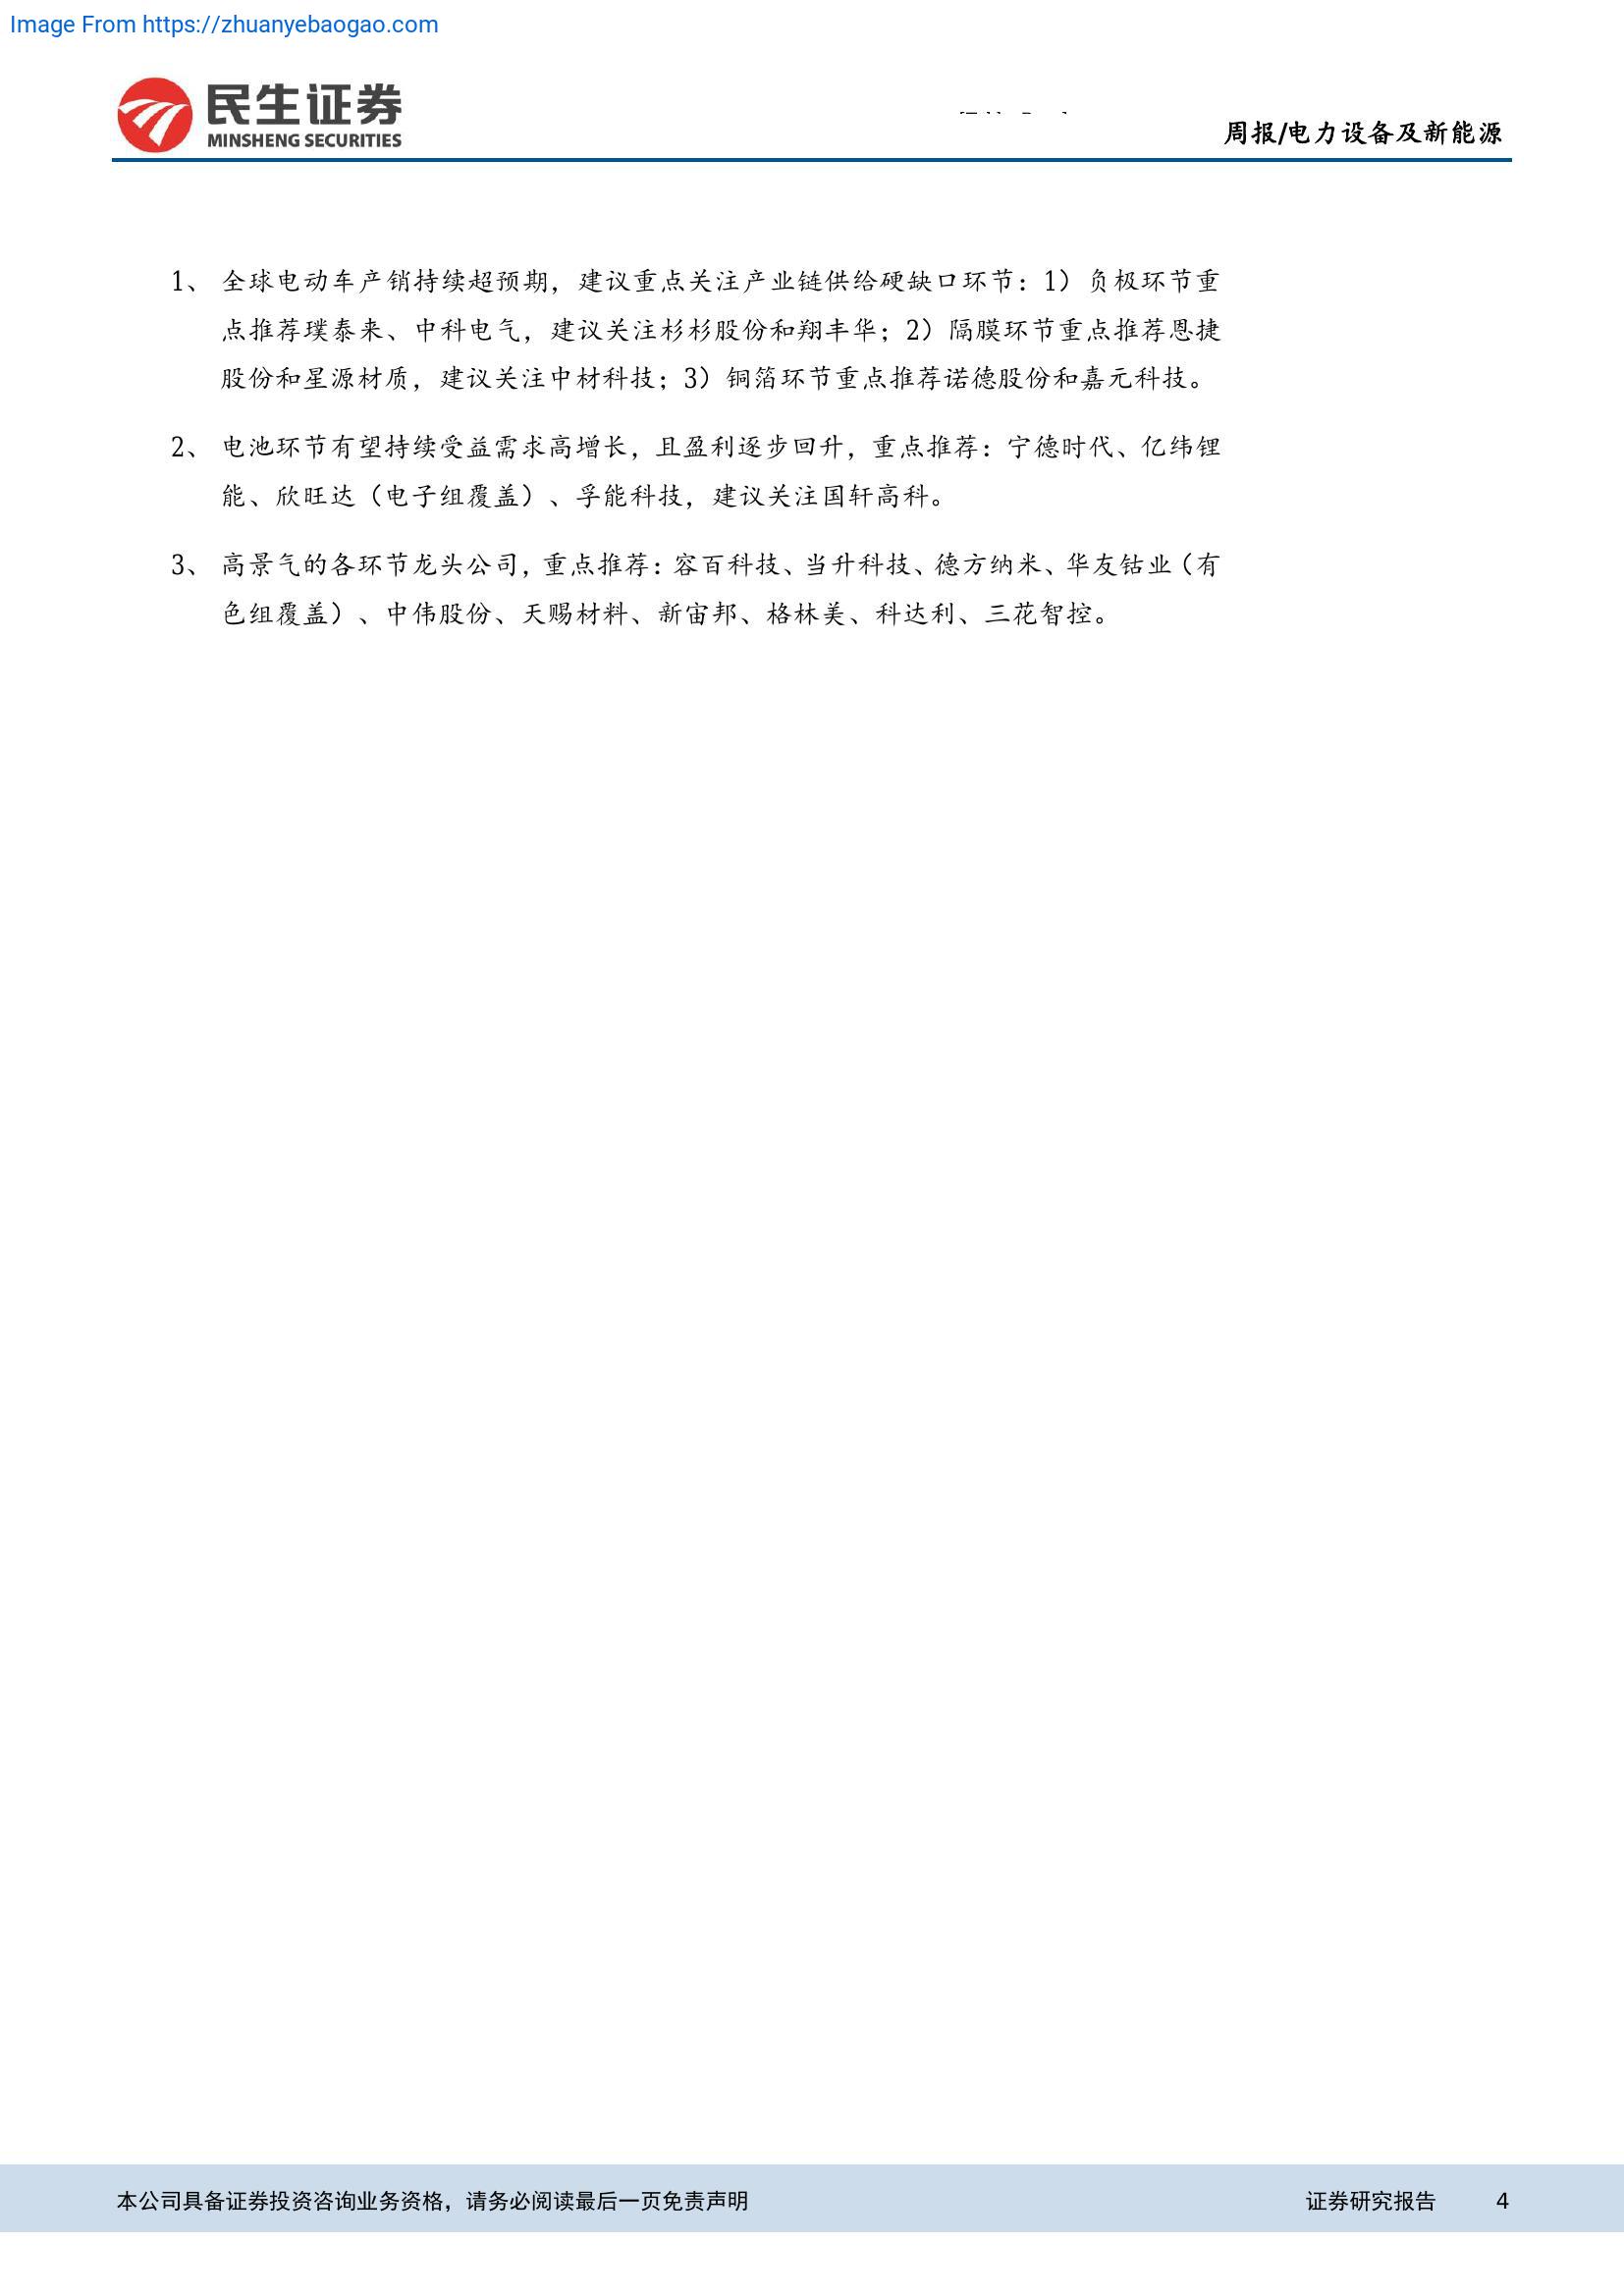 Image From https://zhuanyebaogao.com
民生证券
MINSHENG SECURITIES
周报/电力设备及新能源
1、 全球电动车产销持续超预期，建议重点关注产业链供给硬缺口环节：1）负极环节重
点推荐璞泰来、中科电气，建议关注杉杉股份和翔丰华；2）隔膜环节重点推荐恩捷
股份和星源材质，建议关注中材科技；3）铜箔环节重点推荐诺德股份和嘉元科技。
2、 电池环节有望持续受益需求高增长，且盈利逐步回升，重点推荐：宁德时代、亿纬锂
能、欣旺达（电子组覆盖）、孚能科技，建议关注国轩高科。
3、 高景气的各环节龙头公司，重点推荐：容百科技、当升科技、德方纳米、华友钴业（有
色组覆盖）、中伟股份、天赐材料、新宙邦、格林美、科达利、三花智控。
本公司具备证券投资咨询业务资格，请务必阅读最后一页免责声明 证券研究报告 4